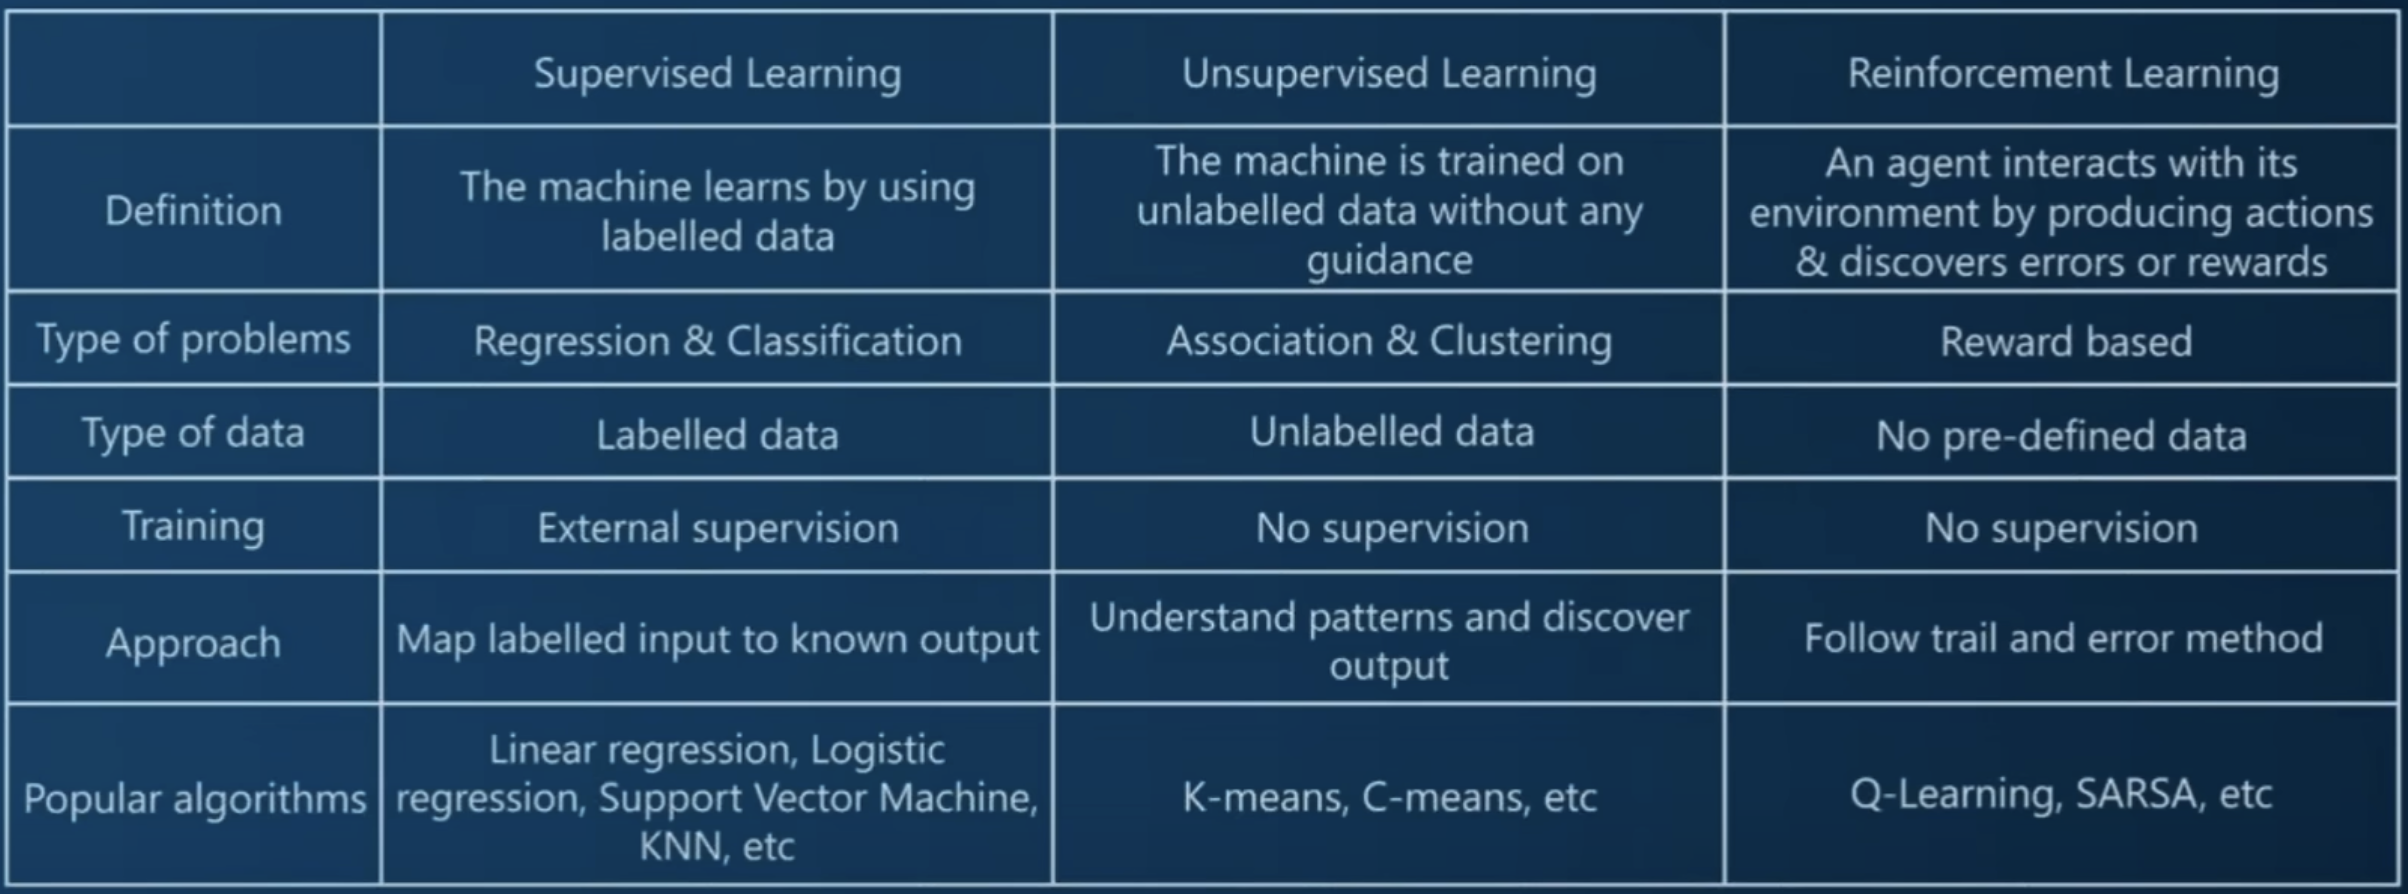 Supervised Learning
Unsupervised Learning
Reinforcement Learning
Definition
The machine learns by using
labelled data
The machine is trained on
unlabelled data without any
guidance
An agent interacts with its
environment by producing actions
& discovers errors or rewards
Type of problems
Regression & Classification
Association & Clustering
Reward based
Type of data
Labelled data
Unlabelled data
No pre-defined data
Training
External supervision
No supervision
No supervision
Approach
Map labelled input to known output
Understand patterns and discover
output
Follow trail and error method
Popular algorithms
Linear regression, Logistic
regression, Support Vector Machine,
KNN, etc
K-means, C-means, etc
Q-Learning, SARSA, etc